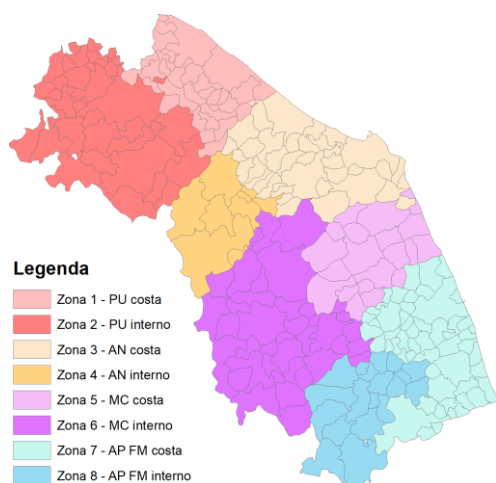 Legenda
Zona 1 - PU costa
Zona 2 - PU interno
Zona 3 - AN costa
Zona 4 - AN interno
Zona 5 - MC costa
Zona 6 - MC interno
Zona 7 - AP FM costa
Zona 8 - AP FM interno